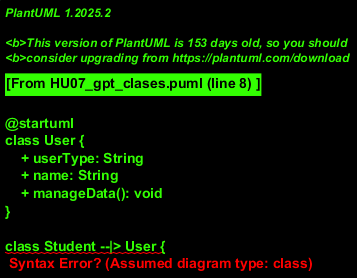 PlantUML 1.2025.2
<b>This version of PlantUML is 153 days old, so you should
<b>consider upgrading from https://plantuml.com/download
[From HU07_gpt_clases.puml (line 8) ]
@startuml
class User {
+ userType: String
+ name: String
+ manageData(): void
}
class Student --|> User {
Syntax Error? (Assumed diagram type: class)